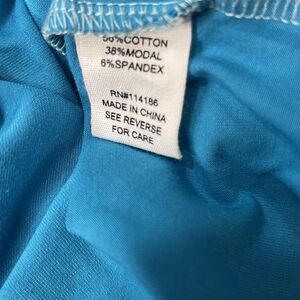 56%COTTON
38%MODAL
6%SPANDEX
RN#114186
MADE IN CHINA
SEE REVERSE
FOR CARE